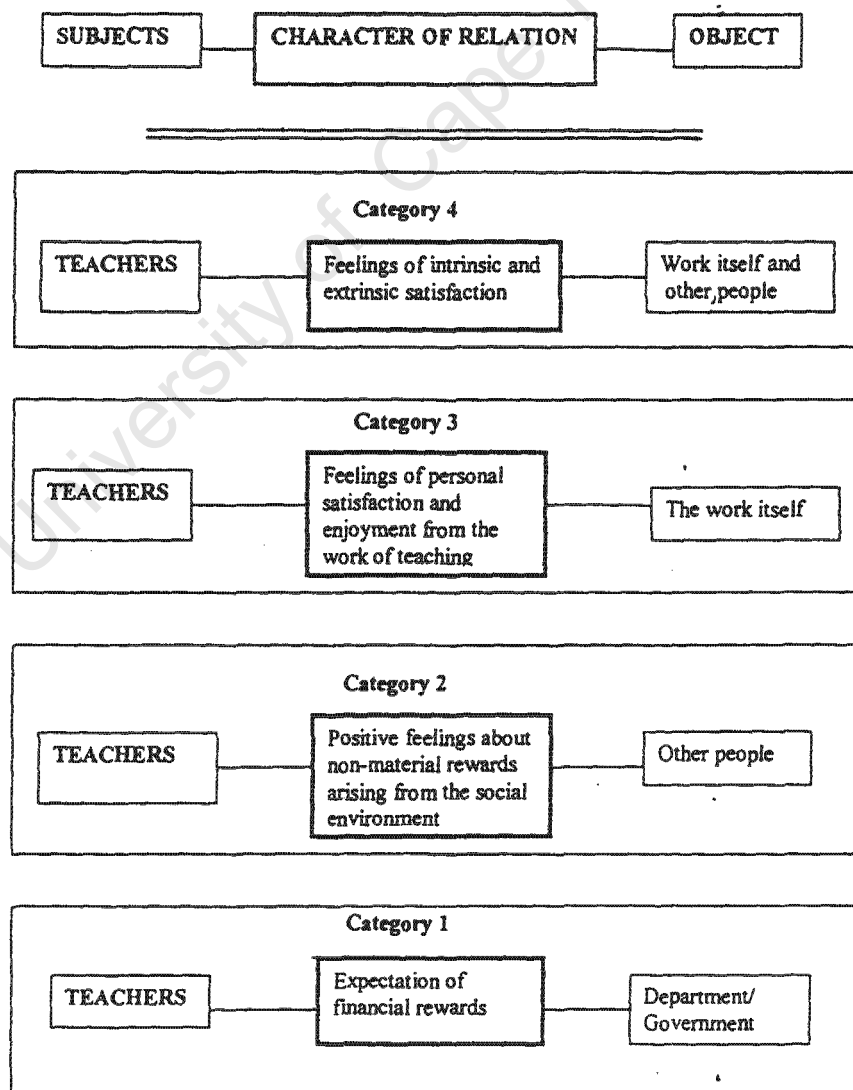 SUBJECTS
CHARACTER OF RELATION
OBJECT
Category 4
TEACHERS
Feelings of intrinsic and
extrinsic satisfaction
Work itself and
other people
Category 3
TEACHERS
Feelings of personal
satisfaction and
enjoyment from the
work of teaching
The work itself
Category 2
TEACHERS
Positive feelings about
non-material rewards
arising from the social
environment
Other people
Category 1
TEACHERS
Expectation of
financial rewards
Department/
Government
University of Cape